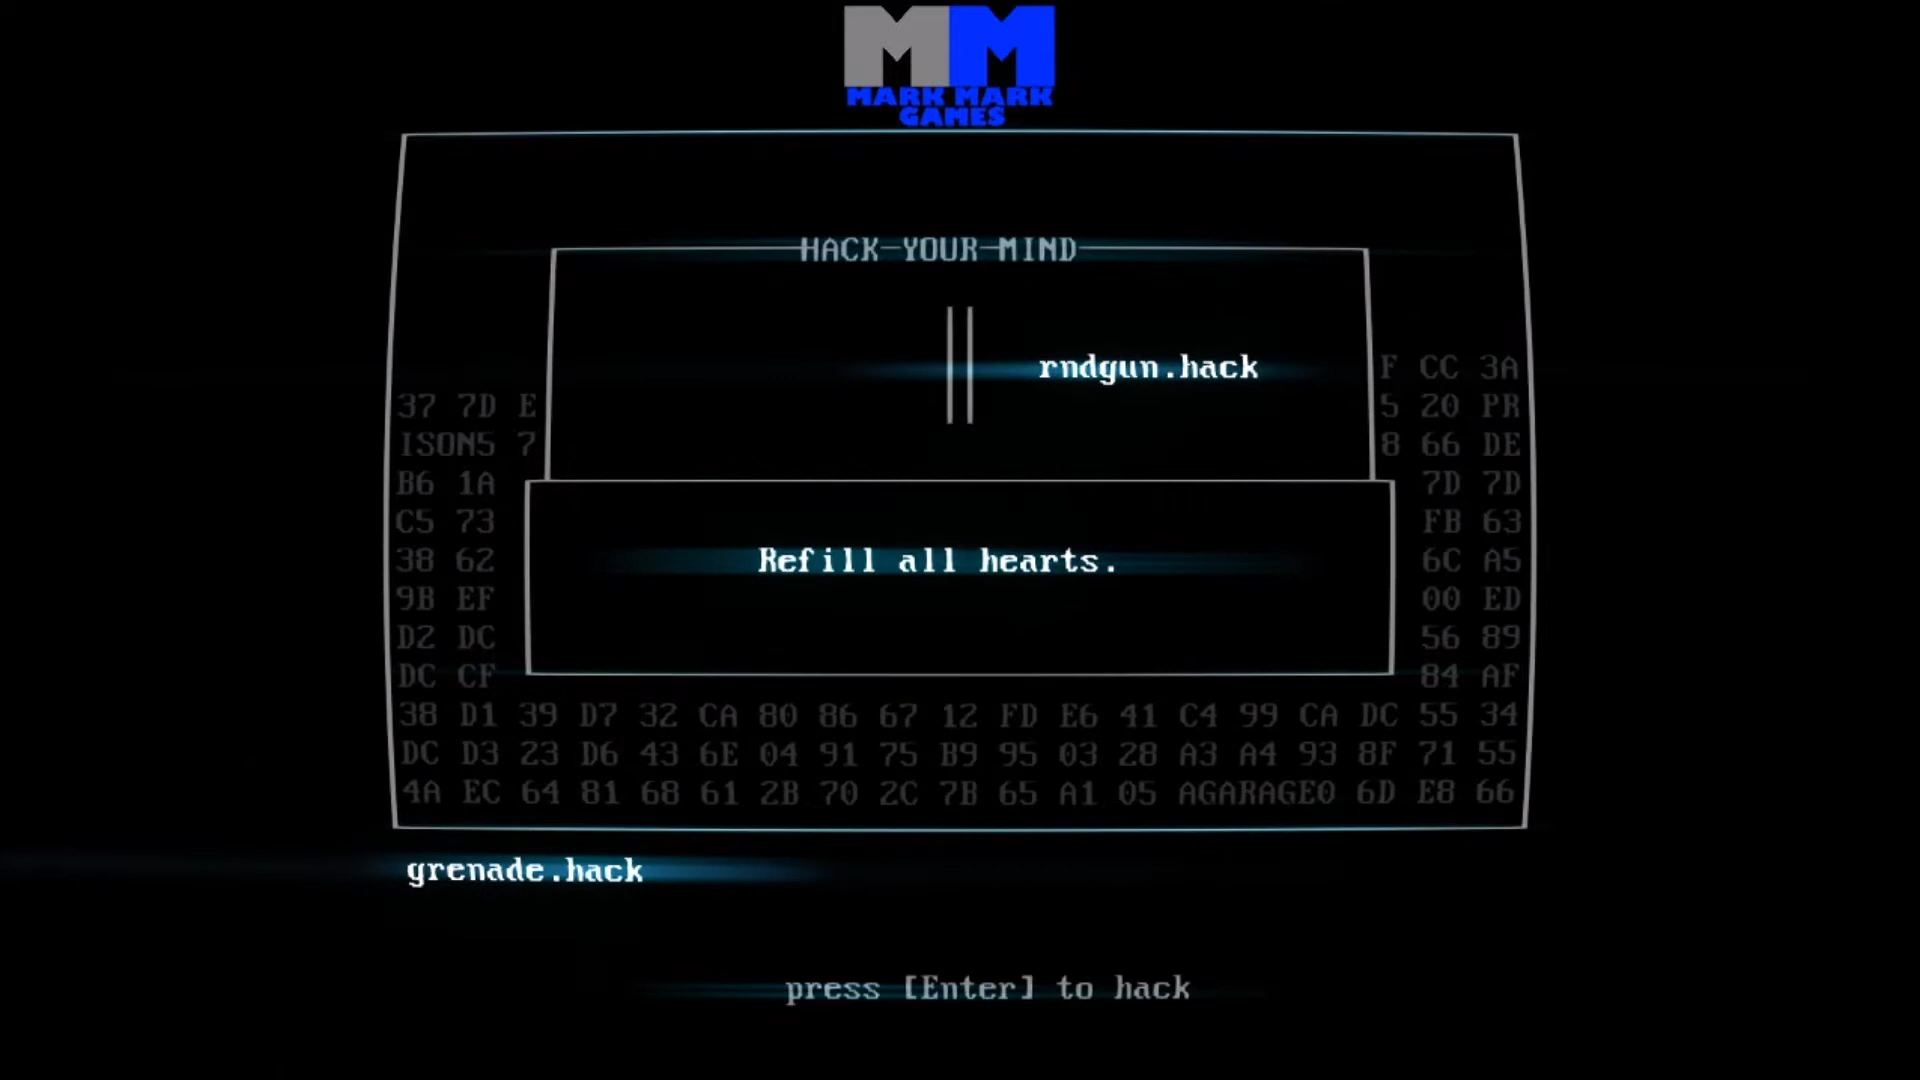 MM
MARK MARK
GAMES
HACK YOUR MIND
rndgun.hack
F CC 3A
37 7D E
5 20 PR
ISON5 7
8 66 DE
B6 1A
7D 7D
C5 73
FB 63
Refill all hearts.
38 62
6C A5
9B EF
00 ED
D2 DC
56 89
DC CF
84 AF
38 D1 39 D7 32 CA 80 86 67 12 FD E6 41 C4 99 CA DC 55 34
DC D3 23 D6 43 6E 04 91 75 B9 95 03 28 A3 A4 93 8F 71 55
4A EC 64 81 68 61 2B 70 2C 7B 65 A1 05 AGARAGE0 6D E8 66
grenade.hack
press [Enter] to hack